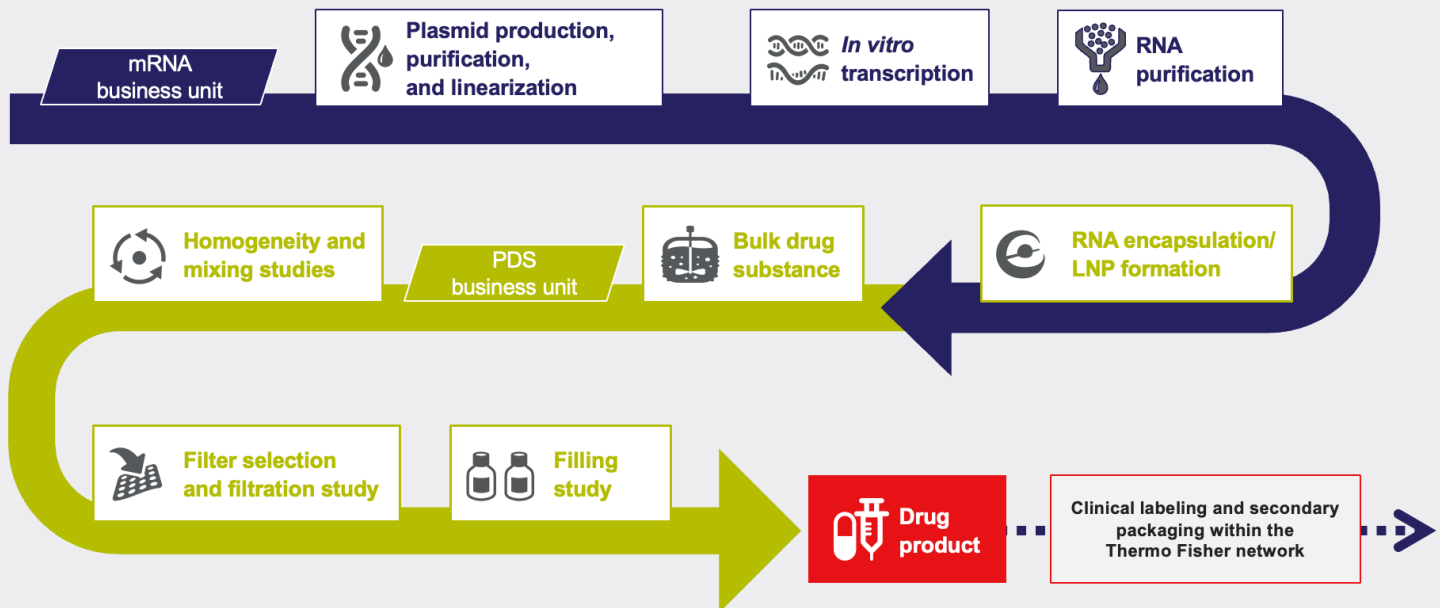 mRNA
business unit
Plasmid production,
purification,
and linearization
In vitro
transcription
RNA
purification
Homogeneity and
mixing studies
PDS
business unit
Bulk drug
substance
RNA encapsulation/
LNP formation
Filter selection
and filtration study
Filling
study
Drug
product
Clinical labeling and secondary
packaging within the
Thermo Fisher network